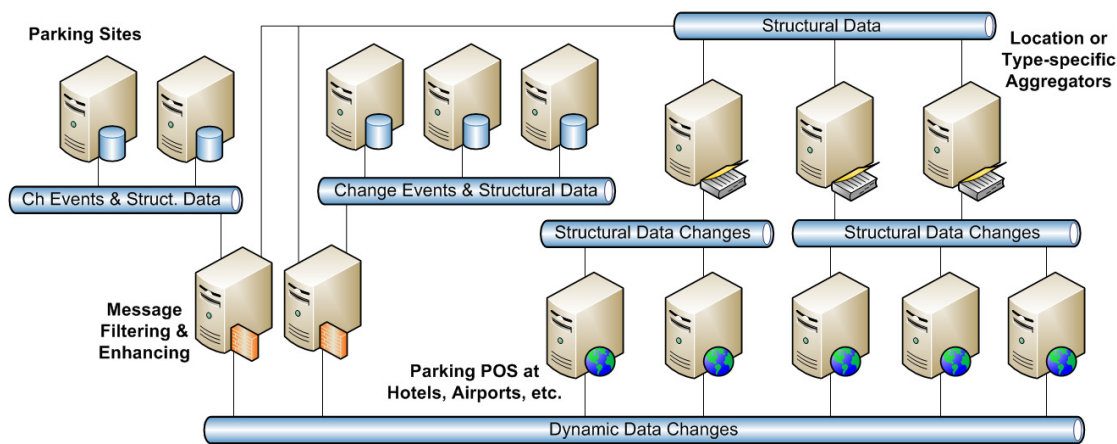 Parking Sites
Structural Data
Location or
Type-specific
Aggregators
Ch Events & Struct. Data
Change Events & Structural Data
Structural Data Changes
Structural Data Changes
Message
Filtering &
Enhancing
Parking POS at
Hotels, Airports, etc.
Dynamic Data Changes